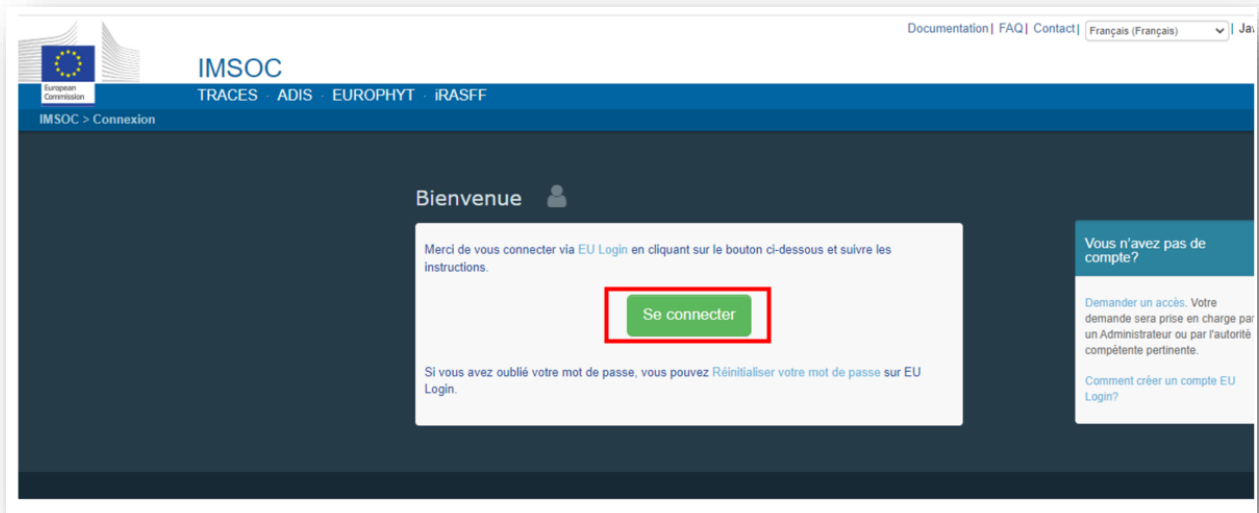 Documentation | FAQ | Contact | Français (Français) |
European
Commission
IMSOC
TRACES · ADIS · EUROPHYT · iRASFF
IMSOC > Connexion
Bienvenue
Merci de vous connecter via EU Login en cliquant sur le bouton ci-dessous et suivre les
instructions.
Se connecter
Si vous avez oublié votre mot de passe, vous pouvez Réinitialiser votre mot de passe sur EU
Login.
Vous n'avez pas de
compte?
Demander un accès. Votre
demande sera prise en charge par
un Administrateur ou par l'autorité
compétente pertinente.
Comment créer un compte EU
Login?